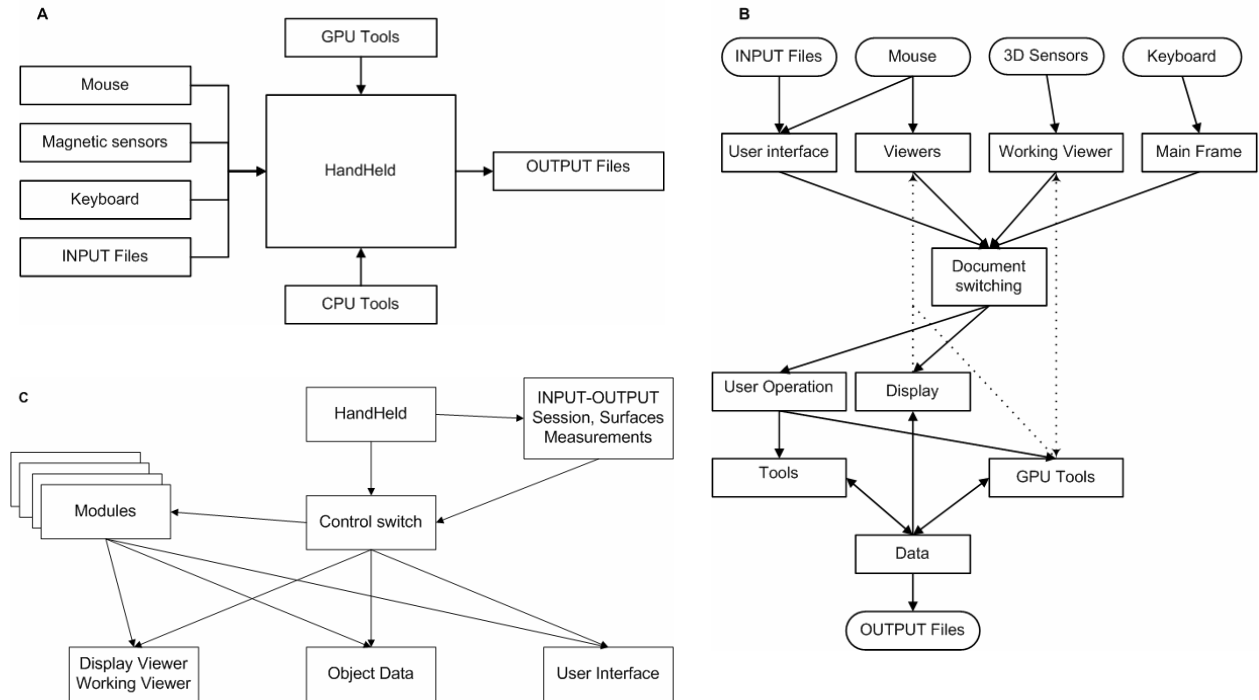 A
GPU Tools
Mouse
Magnetic sensors
Keyboard
INPUT Files
HandHeld
OUTPUT Files
CPU Tools
B
INPUT Files
Mouse
3D Sensors
Keyboard
User interface
Viewers
Working Viewer
Main Frame
Document
switching
User Operation
Display
Tools
GPU Tools
Data
OUTPUT Files
C
HandHeld
INPUT-OUTPUT
Session, Surfaces
Measurements
Modules
Control switch
Display Viewer
Working Viewer
Object Data
User Interface